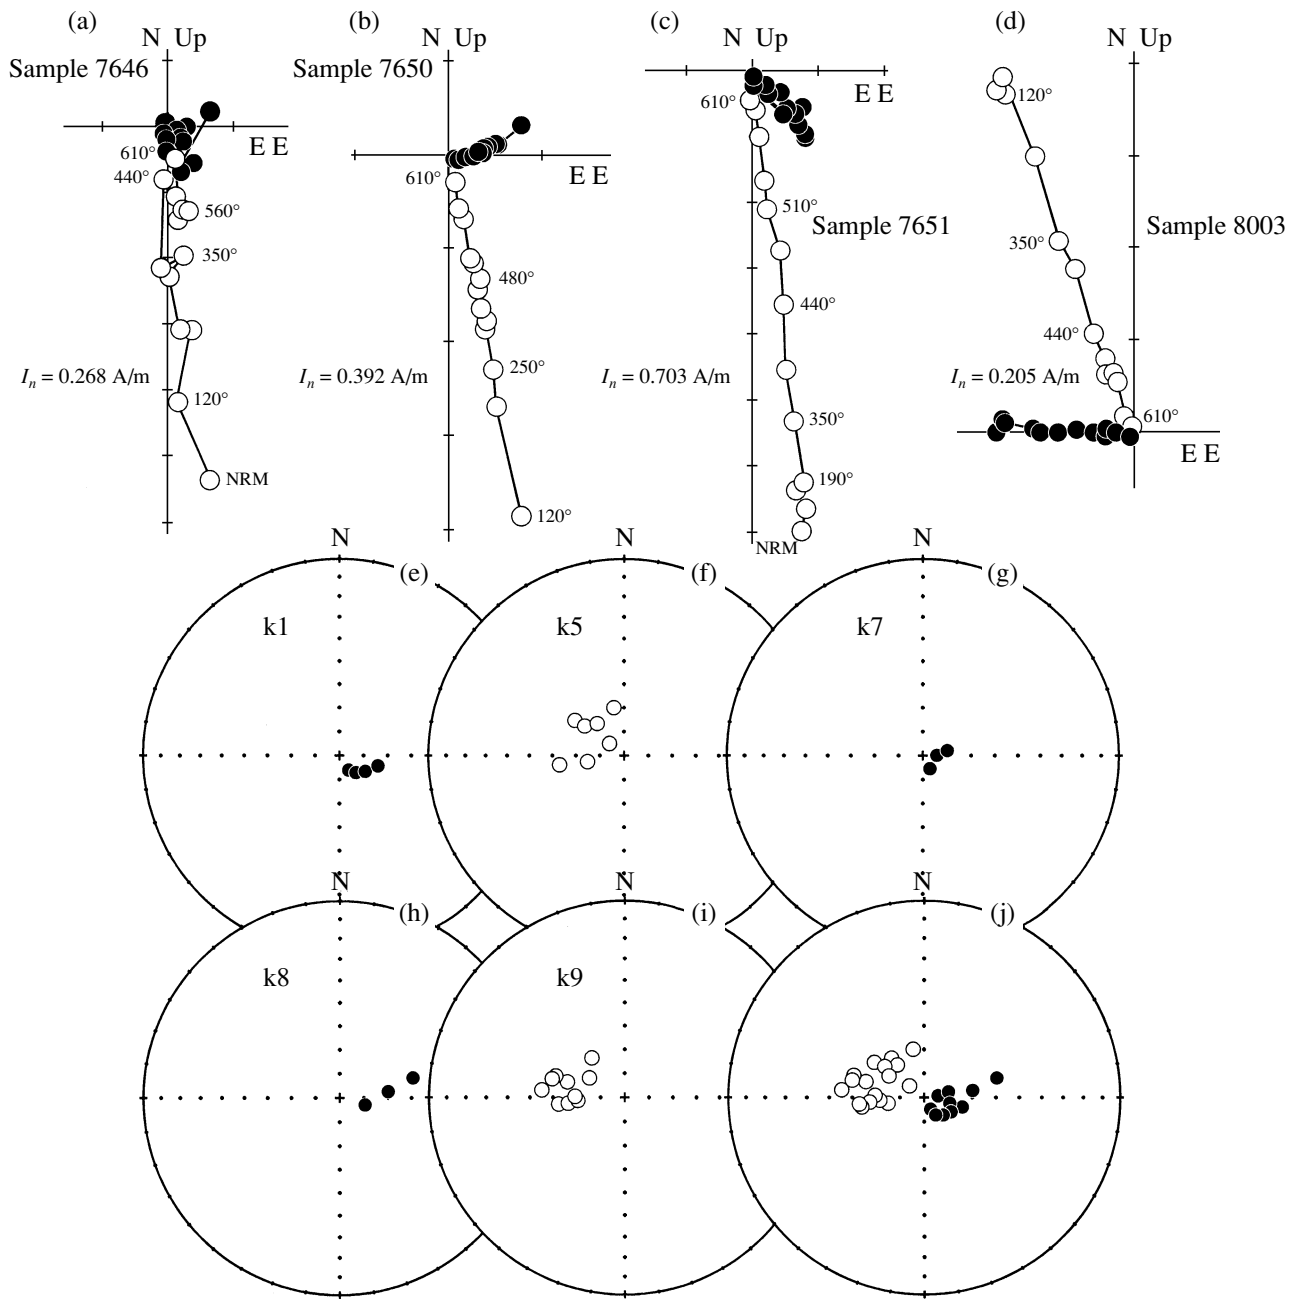 (a)
N Up
Sample 7646
E E
610°
440°
560°
350°
I_n = 0.268 A/m
120°
NRM
(b)
N Up
Sample 7650
E E
610°
480°
250°
I_n = 0.392 A/m
120°
(c)
N Up
E E
610°
510°
Sample 7651
440°
I_n = 0.703 A/m
350°
190°
NRM
(d)
N Up
120°
Sample 8003
350°
440°
I_n = 0.205 A/m
610°
E E
N
(e)
k1
N
(f)
k5
N
(g)
k7
N
(h)
k8
N
(i)
k9
N
(j)